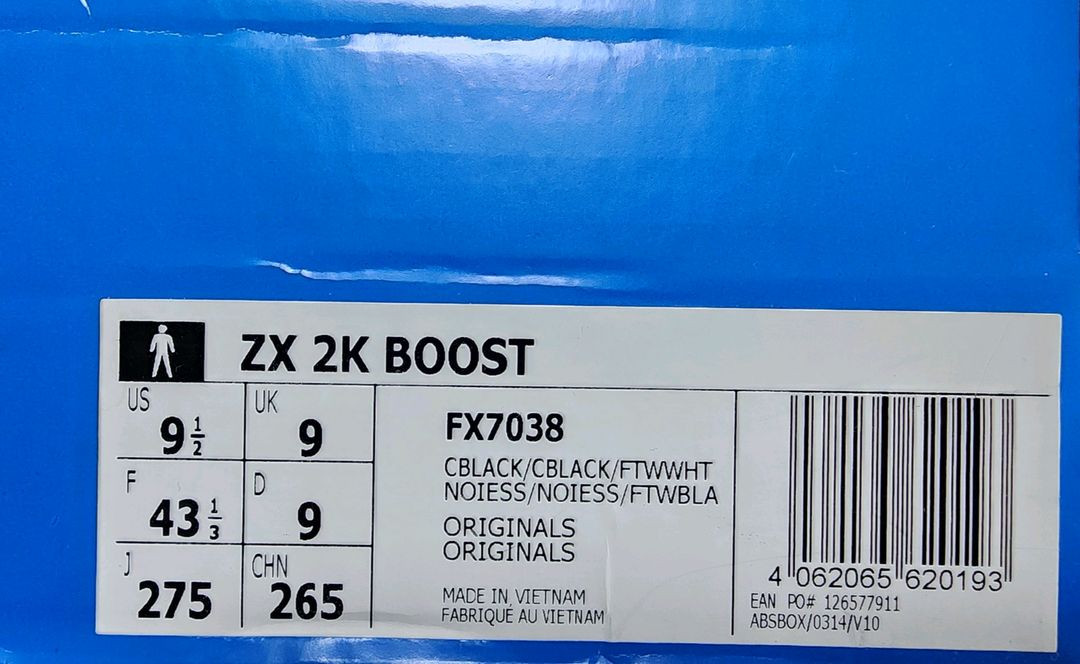 ZX 2K BOOST
US
9 1/2
UK
9
F
43 1/3
D
9
J
275
CHN
265
FX7038
CBLACK/CBLACK/FTWWHT
NOIESS/NOIESS/FTWBLA
ORIGINALS
ORIGINALS
MADE IN VIETNAM
FABRIQUÉ AU VIETNAM
4 062065 620193
EAN PO# 126577911
ABSBOX/0314/V10